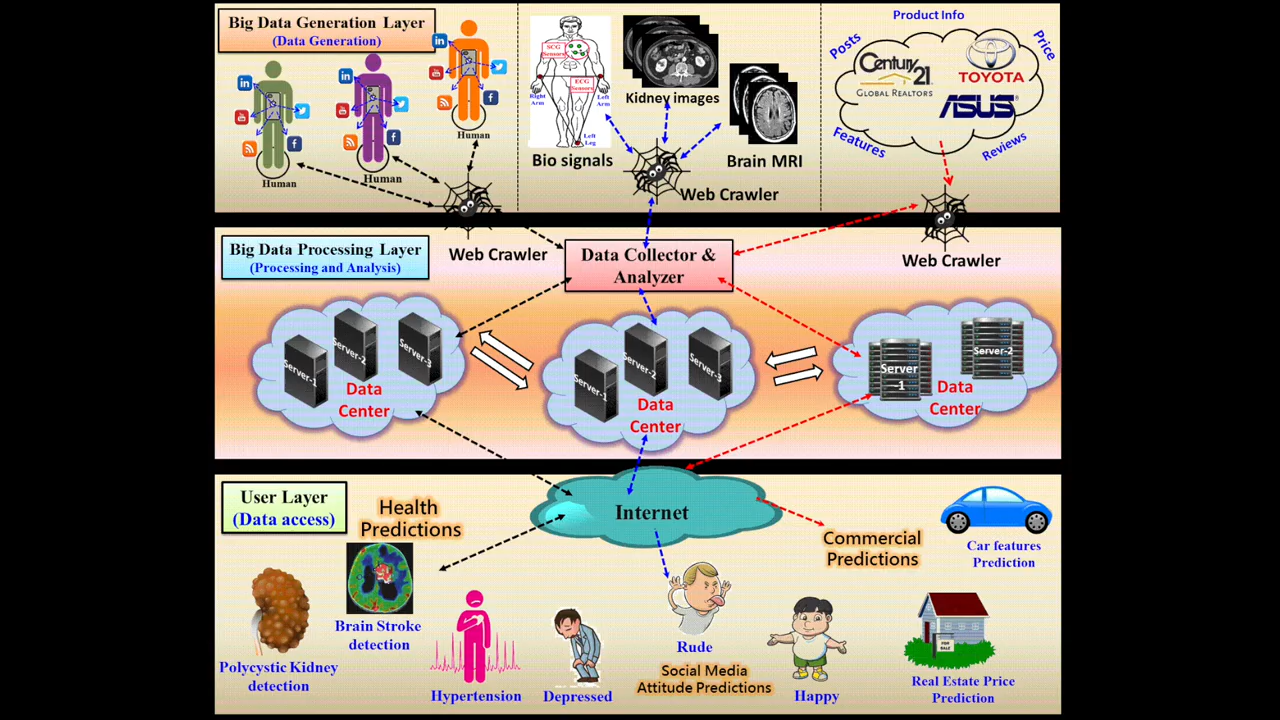 Big Data Generation Layer
(Data Generation)
Human
Human
Human
SCG
Sensors
ECG
Sensors
Right
Arm
Left
Arm
Left
Leg
Bio signals
Kidney images
Brain MRI
Web Crawler
Product Info
Posts
Price
Century
21
GLOBAL REALTORS
TOYOTA
ASUS
Features
Reviews
Big Data Processing Layer
(Processing and Analysis)
Web Crawler
Data Collector &
Analyzer
Web Crawler
Server-1
Server-2
Server-3
Data
Center
Server-1
Server-2
Server-3
Data
Center
Server
-1
Server-2
Data
Center
User Layer
(Data access)
Health
Predictions
Internet
Commercial
Predictions
Car features
Prediction
Polycystic Kidney
detection
Brain Stroke
detection
Hypertension
Depressed
Rude
Social Media
Attitude Predictions
Happy
FOR
SALE
Real Estate Price
Prediction